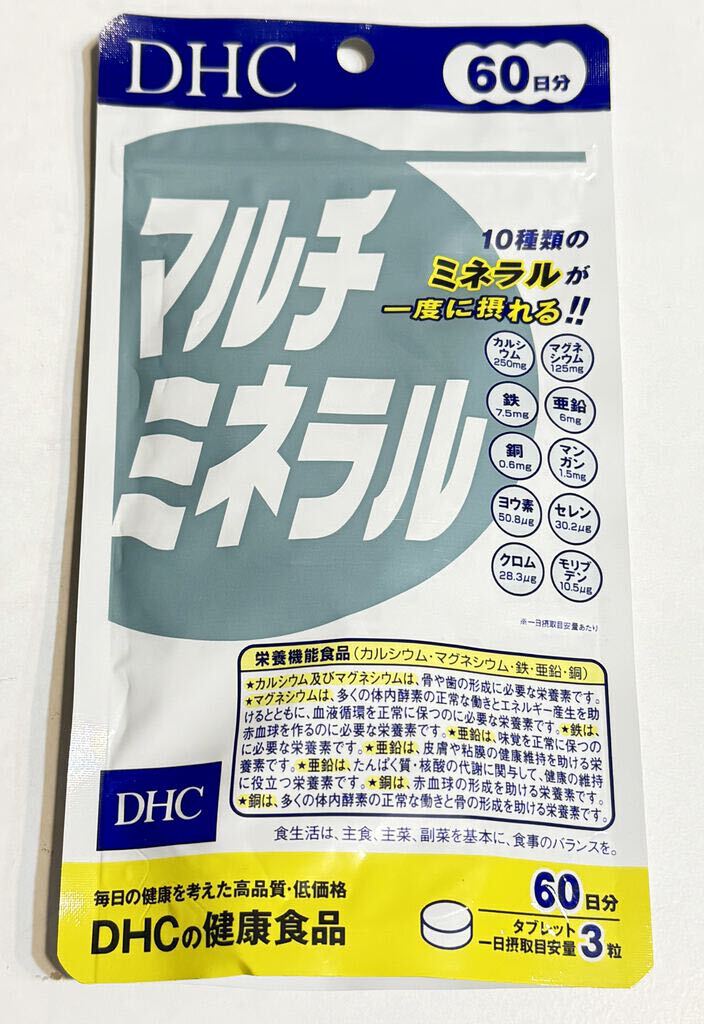 DHC
60日分
マルチ
ミネラル
10種類の
ミネラルが
一度に摂れる!!
カルシ
ウム
250mg
マグネ
シウム
125mg
鉄
7.5mg
亜鉛
6mg
銅
0.6mg
マン
ガン
1.5mg
ヨウ素
50.8μg
セレン
30.2μg
クロム
28.3μg
モリブ
デン
10.5μg
※一日摂取目安量あたり
栄養機能食品(カルシウム・マグネシウム・鉄・亜鉛・銅)
★カルシウム及びマグネシウムは、骨や歯の形成に必要な栄養素です。
★マグネシウムは、多くの体内酵素の正常な働きとエネルギー産生を助
けるとともに、血液循環を正常に保つのに必要な栄養素です。★鉄は、
赤血球を作るのに必要な栄養素です。★亜鉛は、味覚を正常に保つの
に必要な栄養素です。★亜鉛は、皮膚や粘膜の健康維持を助ける栄
養素です。★亜鉛は、たんぱく質・核酸の代謝に関与して、健康の維持
に役立つ栄養素です。★銅は、赤血球の形成を助ける栄養素です。
★銅は、多くの体内酵素の正常な働きと骨の形成を助ける栄養素です。
食生活は、主食、主菜、副菜を基本に、食事のバランスを。
DHC
毎日の健康を考えた高品質・低価格
DHCの健康食品
60日分
タブレット
一日摂取目安量 3粒